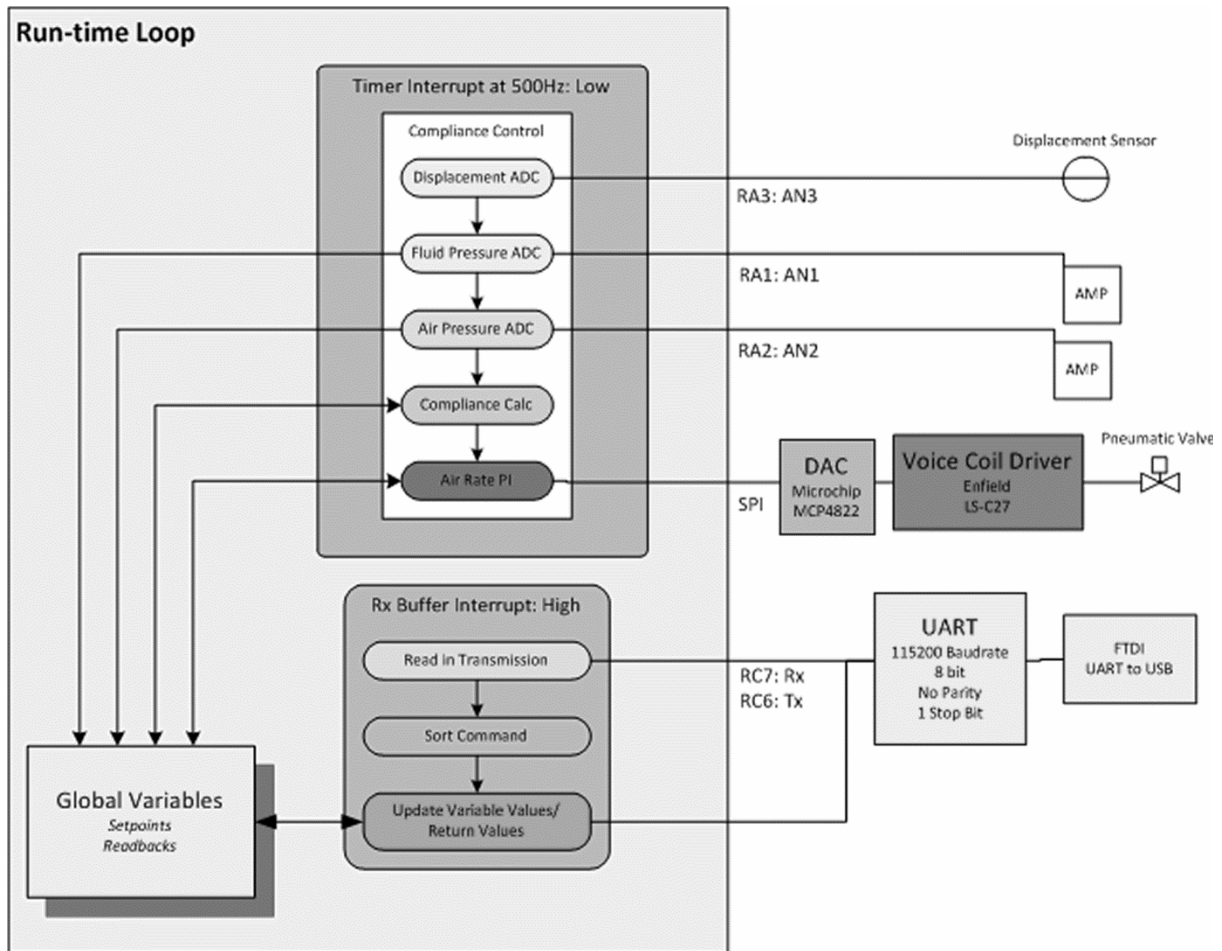 Run-time Loop
Timer Interrupt at 500Hz: Low
Compliance Control
Displacement ADC
Fluid Pressure ADC
Air Pressure ADC
Compliance Calc
Air Rate PI
Displacement Sensor
RA3: AN3
RA1: AN1
AMP
RA2: AN2
AMP
SPI
DAC
Microchip
MCP4822
Voice Coil Driver
Enfield
LS-C27
Pneumatic Valve
Rx Buffer Interrupt: High
Read in Transmission
Sort Command
Update Variable Values/
Return Values
RC7: Rx
RC6: Tx
UART
115200 Baudrate
8 bit
No Parity
1 Stop Bit
FTDI
UART to USB
Global Variables
Setpoints
Readbacks